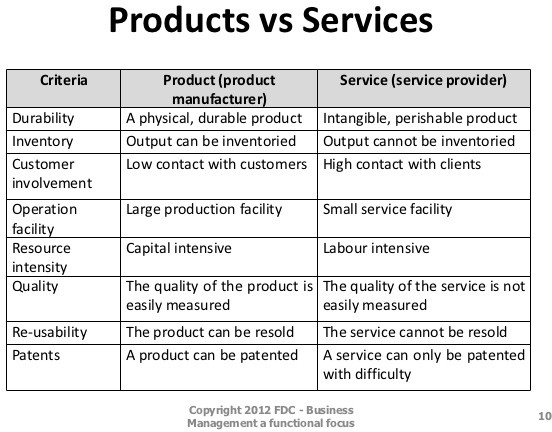 Products vs Services
Criteria Product (product Service (service provider)
manufacturer)
Durability A physical, durable product Intangible, perishable product
Inventory Output can be inventoried Output cannot be inventoried
Customer Low contact with customers High contact with clients
involvement
Operation Large production facility Small service facility
facility
Resource Capital intensive Labour intensive
intensity
Quality The quality of the product is The quality of the service is not
easily measured easily measured
Re-usability The product can be resold The service cannot be resold
Patents A product can be patented A service can only be patented
with difficulty
Copyright 2012 FDC - Business
Management a functional focus
10